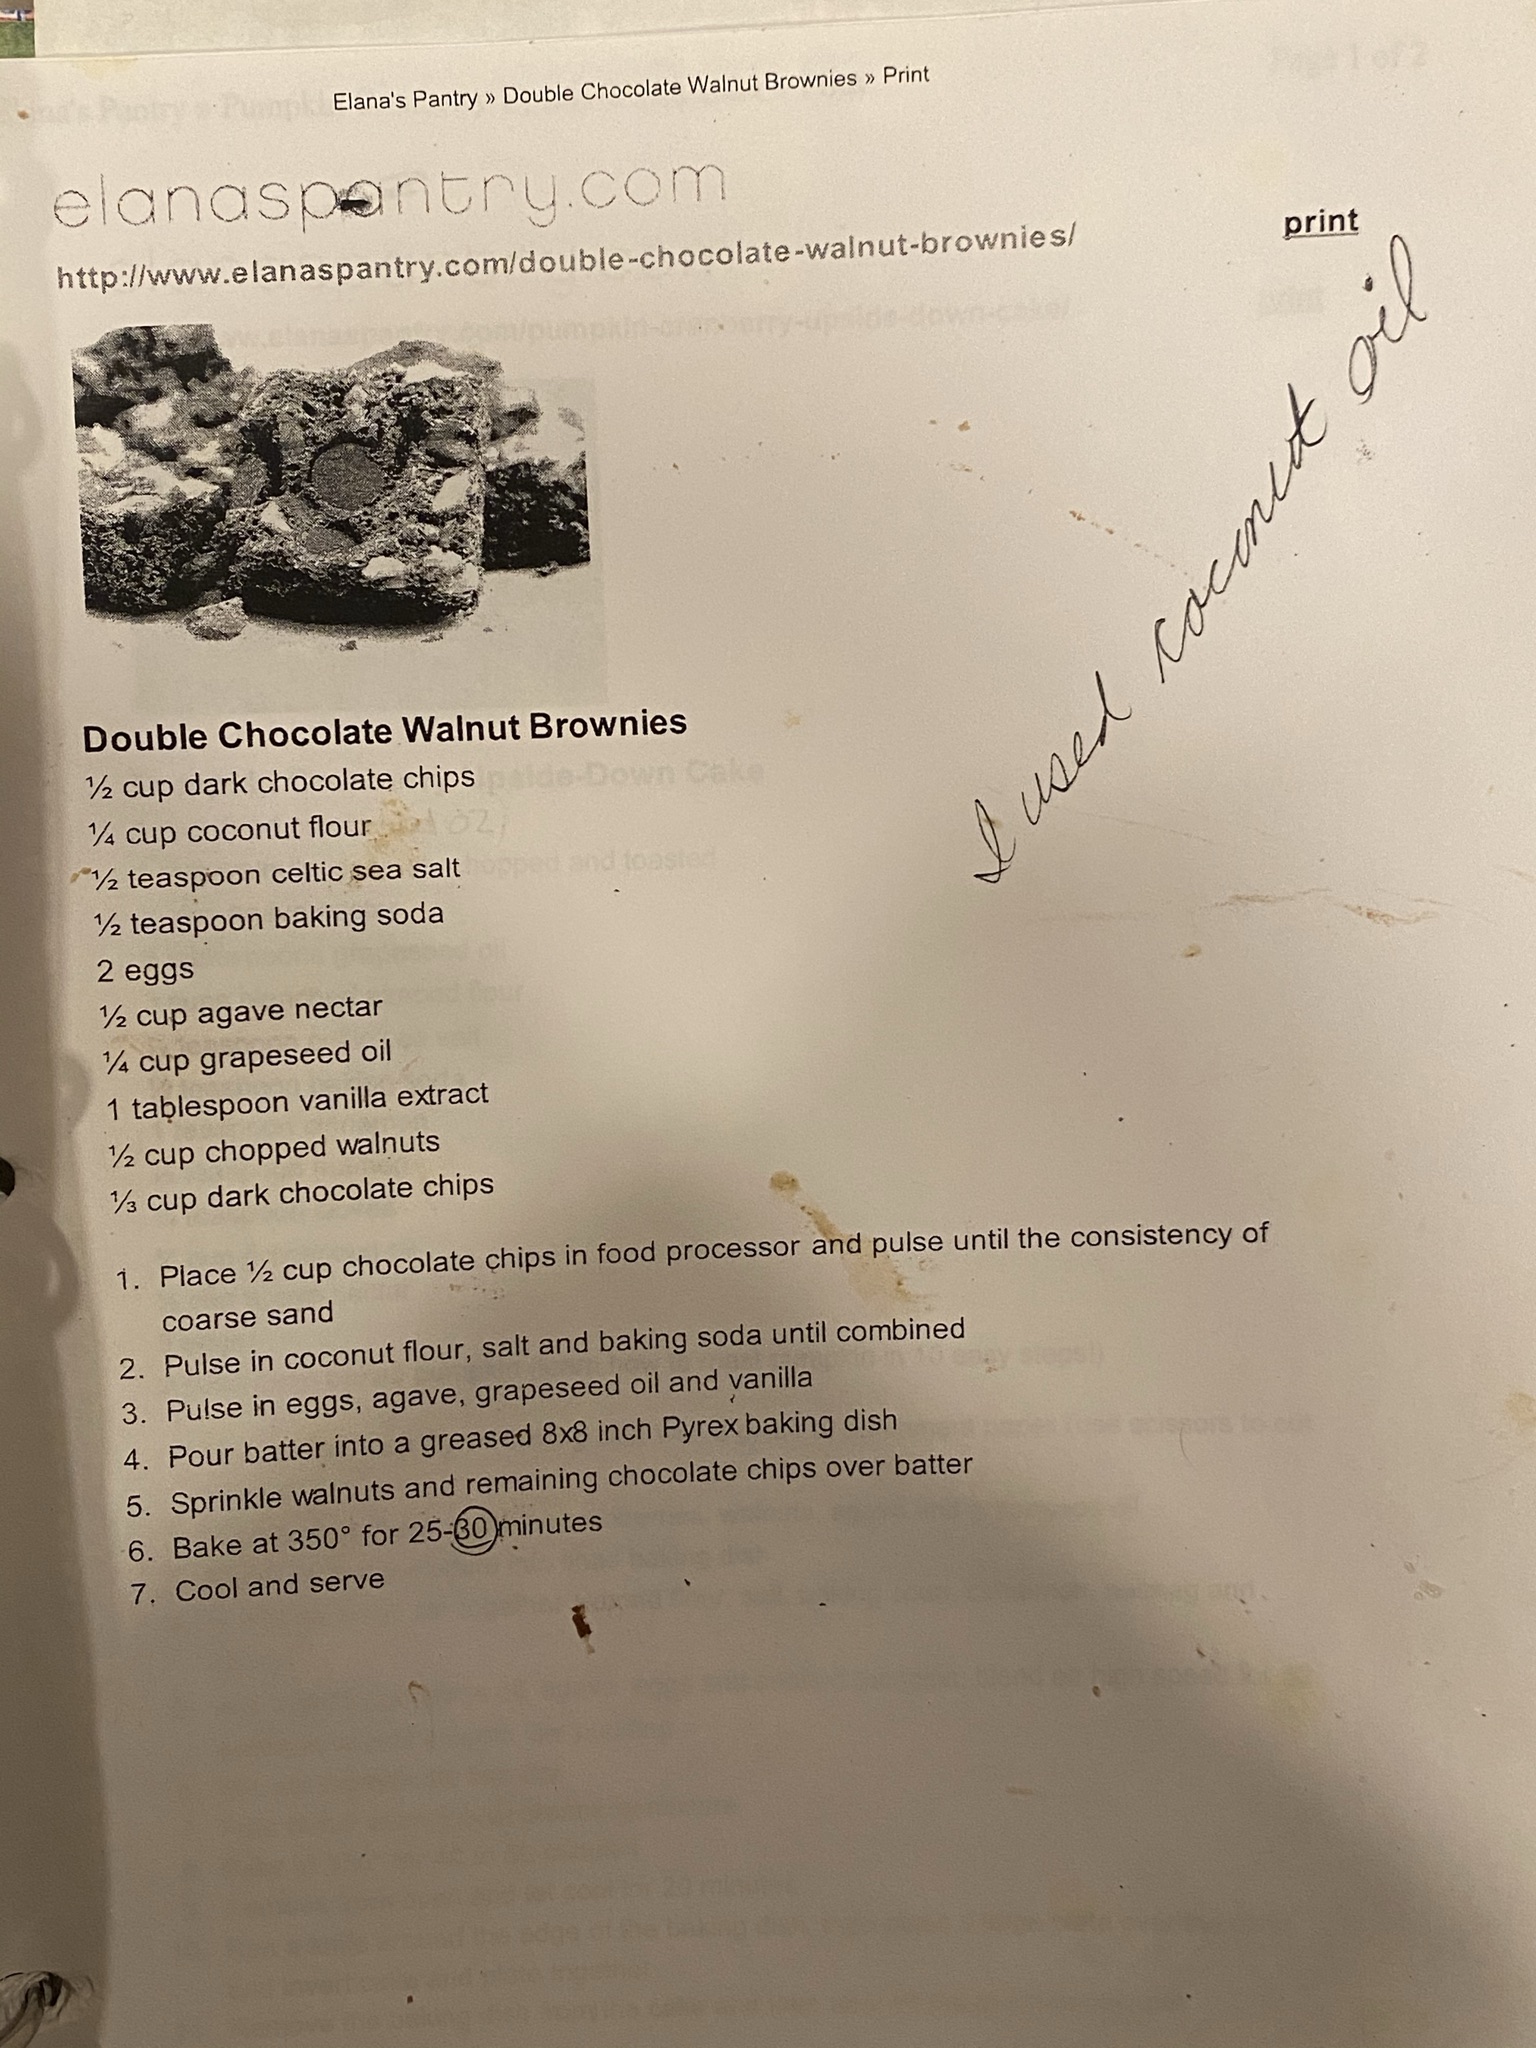 Elana's Pantry » Double Chocolate Walnut Brownies » Print
elanaspantry.com
print
http://www.elanaspantry.com/double-chocolate-walnut-brownies/
I used coconut oil
Double Chocolate Walnut Brownies
½ cup dark chocolate chips
¼ cup coconut flour
½ teaspoon celtic sea salt
½ teaspoon baking soda
2 eggs
½ cup agave nectar
¼ cup grapeseed oil
1 tablespoon vanilla extract
½ cup chopped walnuts
⅓ cup dark chocolate chips
1. Place ½ cup chocolate chips in food processor and pulse until the consistency of
coarse sand
2. Pulse in coconut flour, salt and baking soda until combined
3. Pulse in eggs, agave, grapeseed oil and vanilla
4. Pour batter into a greased 8x8 inch Pyrex baking dish
5. Sprinkle walnuts and remaining chocolate chips over batter
6. Bake at 350° for 25-30 minutes
7. Cool and serve